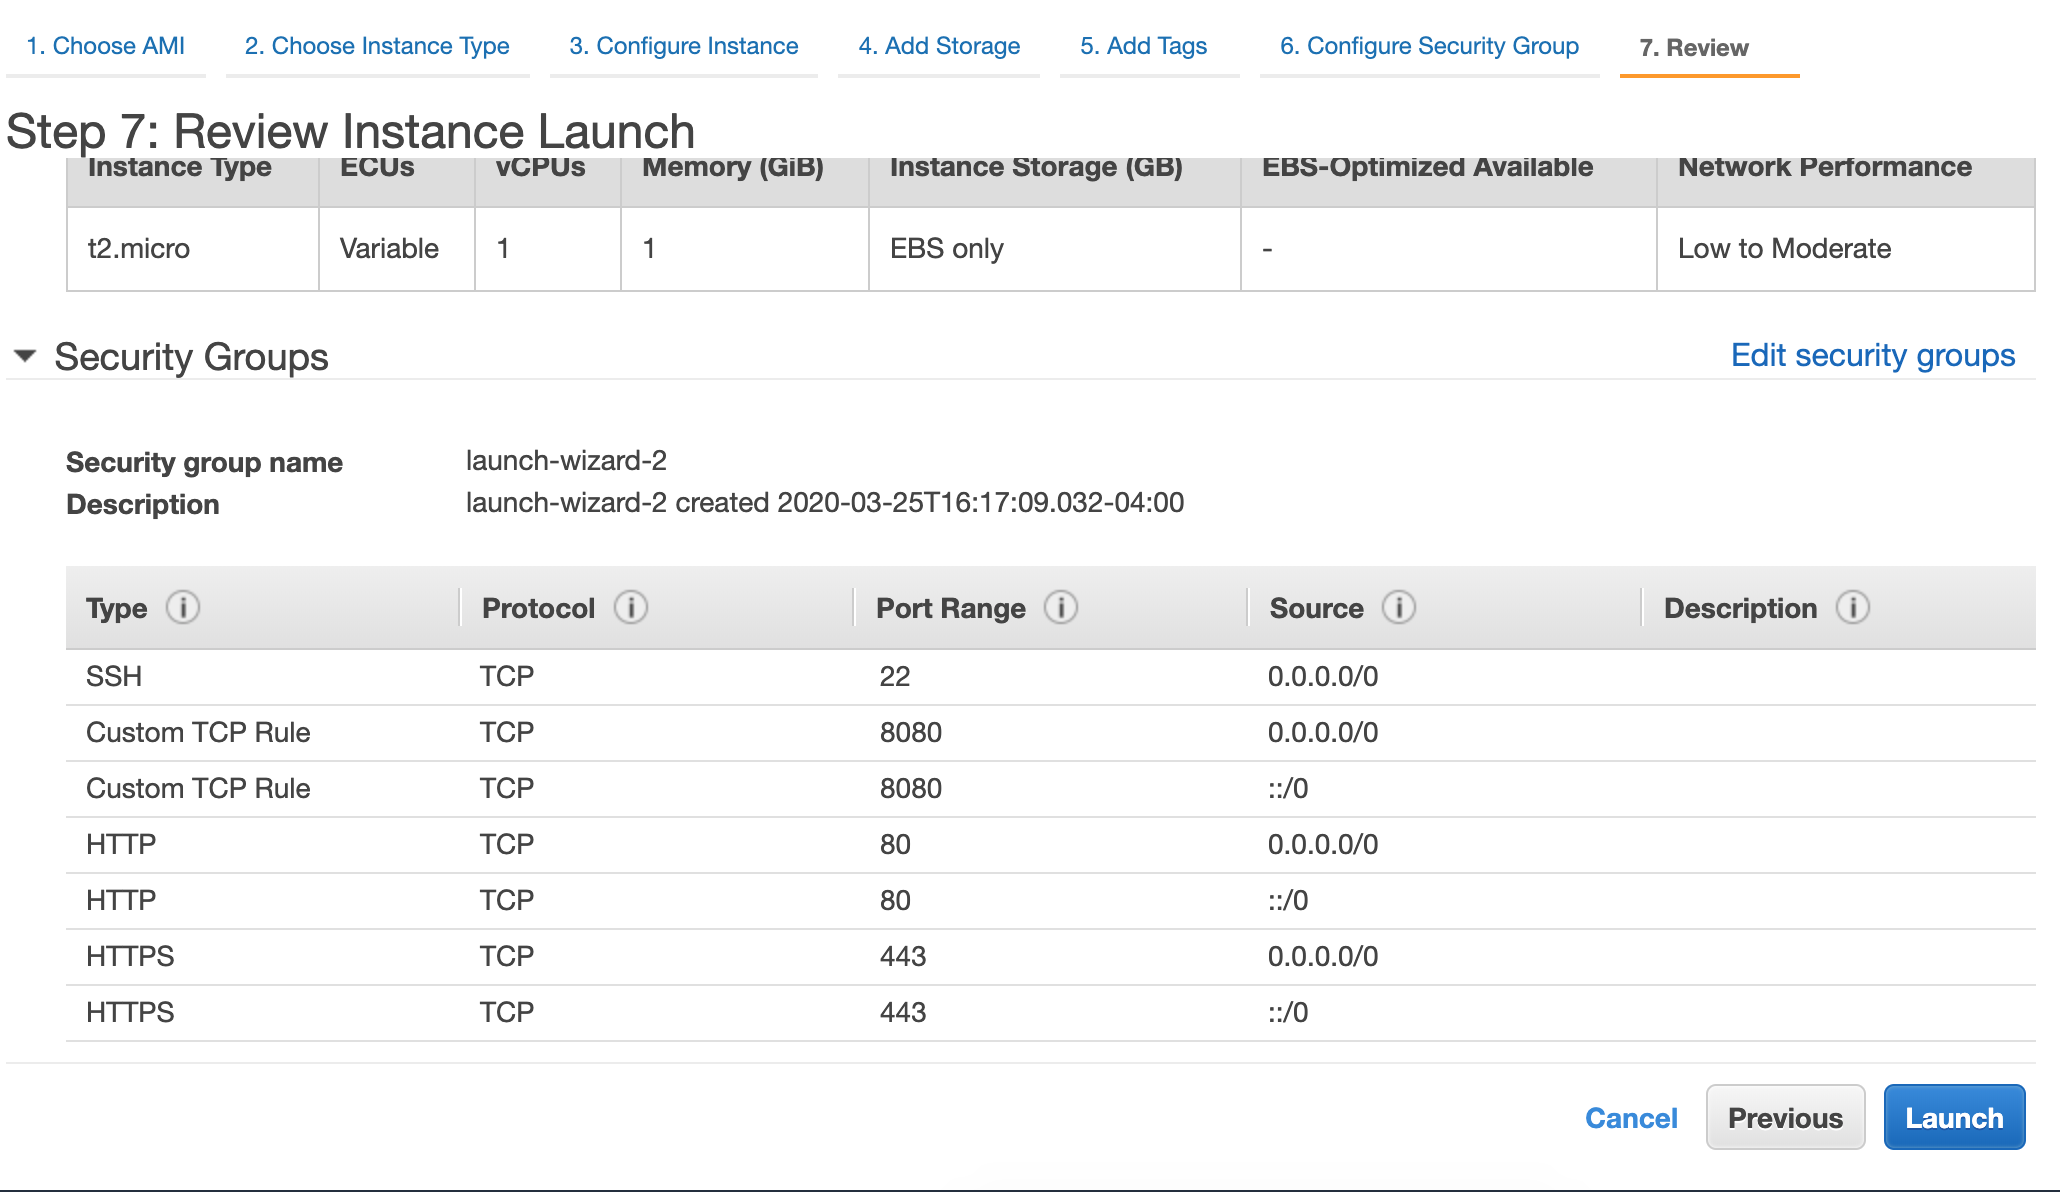 1. Choose AMI 2. Choose Instance Type 3. Configure Instance 4. Add Storage 5. Add Tags 6. Configure Security Group 7. Review
Step 7: Review Instance Launch
Instance Type ECUs vCPUs Memory (GiB) Instance Storage (GB) EBS-Optimized Available Network Performance
t2.micro Variable 1 1 EBS only - Low to Moderate
Security Groups Edit security groups
Security group name launch-wizard-2
Description launch-wizard-2 created 2020-03-25T16:17:09.032-04:00
Type i Protocol i Port Range i Source i Description i
SSH TCP 22 0.0.0.0/0
Custom TCP Rule TCP 8080 0.0.0.0/0
Custom TCP Rule TCP 8080 ::/0
HTTP TCP 80 0.0.0.0/0
HTTP TCP 80 ::/0
HTTPS TCP 443 0.0.0.0/0
HTTPS TCP 443 ::/0
Cancel Previous Launch